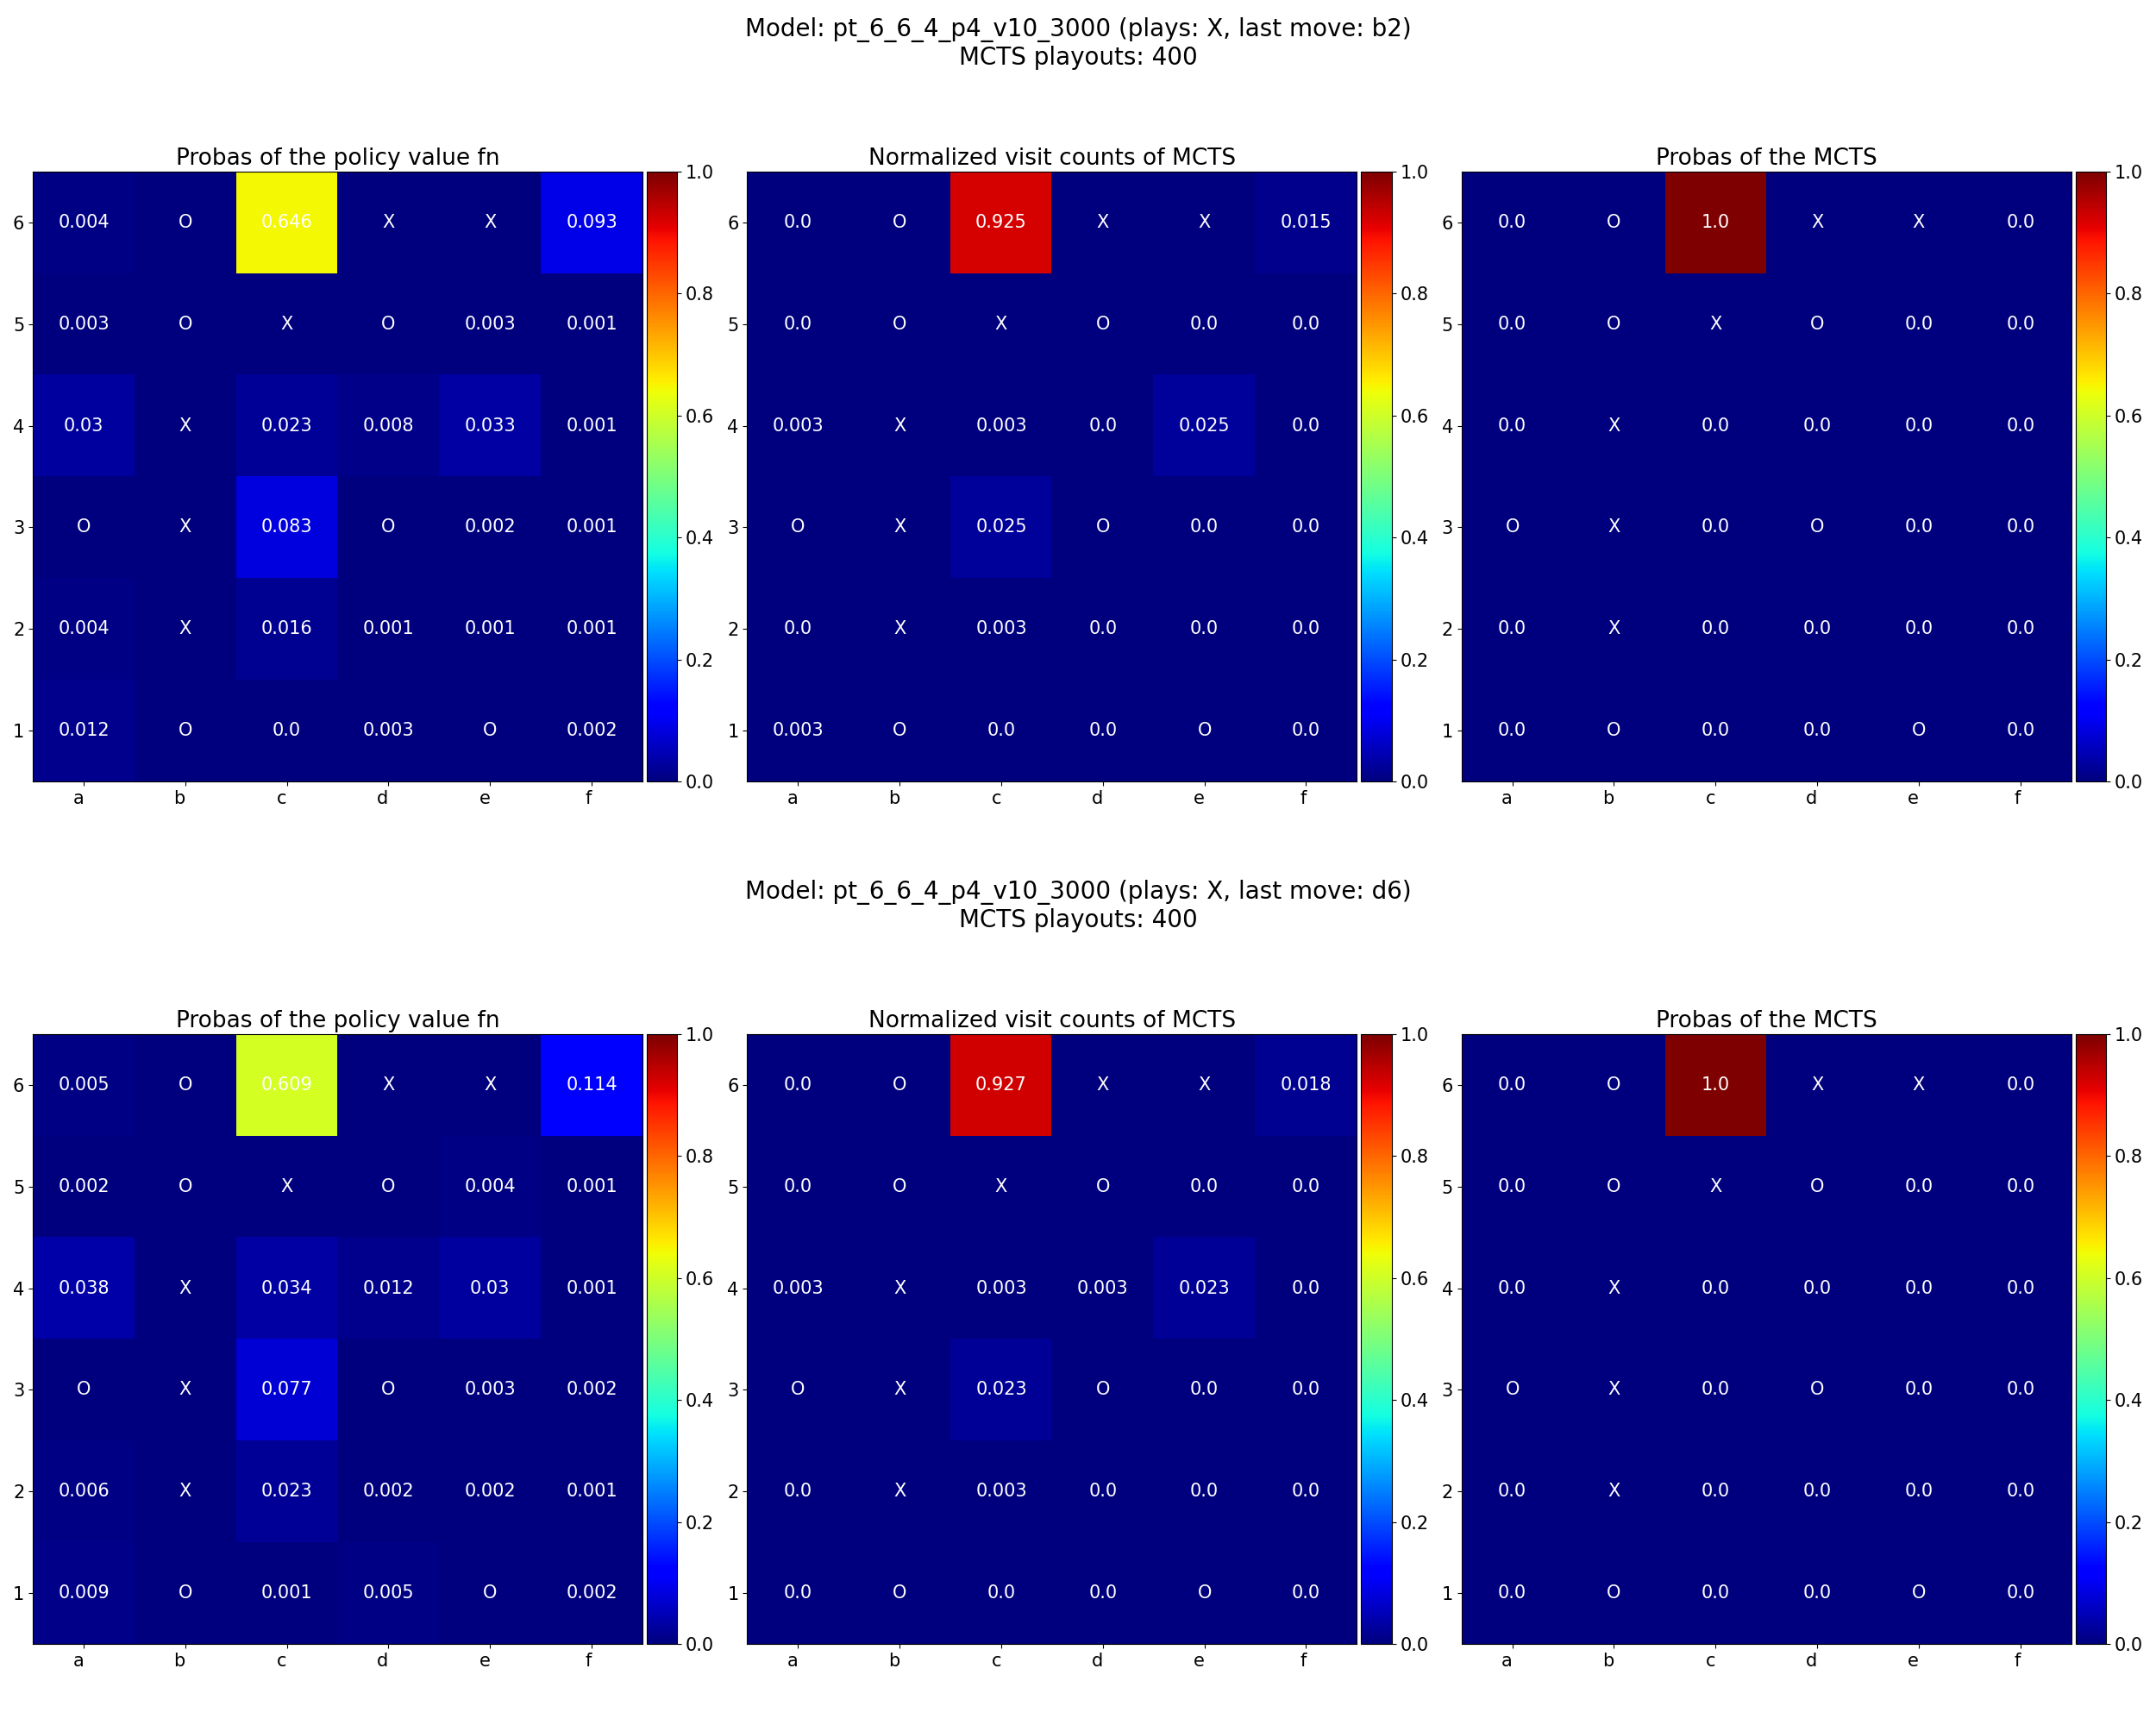 Model: pt_6_6_4_p4_v10_3000 (plays: X, last move: b2)
MCTS playouts: 400
Probas of the policy value fn
6 0.004 O 0.646 X X 0.093
5 0.003 O X O 0.003 0.001
4 0.03 X 0.023 0.008 0.033 0.001
3 O X 0.083 O 0.002 0.001
2 0.004 X 0.016 0.001 0.001 0.001
1 0.012 O 0.0 0.003 O 0.002
a b c d e f
1.0
0.8
0.6
0.4
0.2
0.0
Normalized visit counts of MCTS
6 0.0 O 0.925 X X 0.015
5 0.0 O X O 0.0 0.0
4 0.003 X 0.003 0.0 0.025 0.0
3 O X 0.025 O 0.0 0.0
2 0.0 X 0.003 0.0 0.0 0.0
1 0.003 O 0.0 0.0 O 0.0
a b c d e f
1.0
0.8
0.6
0.4
0.2
0.0
Probas of the MCTS
6 0.0 O 1.0 X X 0.0
5 0.0 O X O 0.0 0.0
4 0.0 X 0.0 0.0 0.0 0.0
3 O X 0.0 O 0.0 0.0
2 0.0 X 0.0 0.0 0.0 0.0
1 0.0 O 0.0 0.0 O 0.0
a b c d e f
1.0
0.8
0.6
0.4
0.2
0.0
Model: pt_6_6_4_p4_v10_3000 (plays: X, last move: d6)
MCTS playouts: 400
Probas of the policy value fn
6 0.005 O 0.609 X X 0.114
5 0.002 O X O 0.004 0.001
4 0.038 X 0.034 0.012 0.03 0.001
3 O X 0.077 O 0.003 0.002
2 0.006 X 0.023 0.002 0.002 0.001
1 0.009 O 0.001 0.005 O 0.002
a b c d e f
1.0
0.8
0.6
0.4
0.2
0.0
Normalized visit counts of MCTS
6 0.0 O 0.927 X X 0.018
5 0.0 O X O 0.0 0.0
4 0.003 X 0.003 0.003 0.023 0.0
3 O X 0.023 O 0.0 0.0
2 0.0 X 0.003 0.0 0.0 0.0
1 0.0 O 0.0 0.0 O 0.0
a b c d e f
1.0
0.8
0.6
0.4
0.2
0.0
Probas of the MCTS
6 0.0 O 1.0 X X 0.0
5 0.0 O X O 0.0 0.0
4 0.0 X 0.0 0.0 0.0 0.0
3 O X 0.0 O 0.0 0.0
2 0.0 X 0.0 0.0 0.0 0.0
1 0.0 O 0.0 0.0 O 0.0
a b c d e f
1.0
0.8
0.6
0.4
0.2
0.0